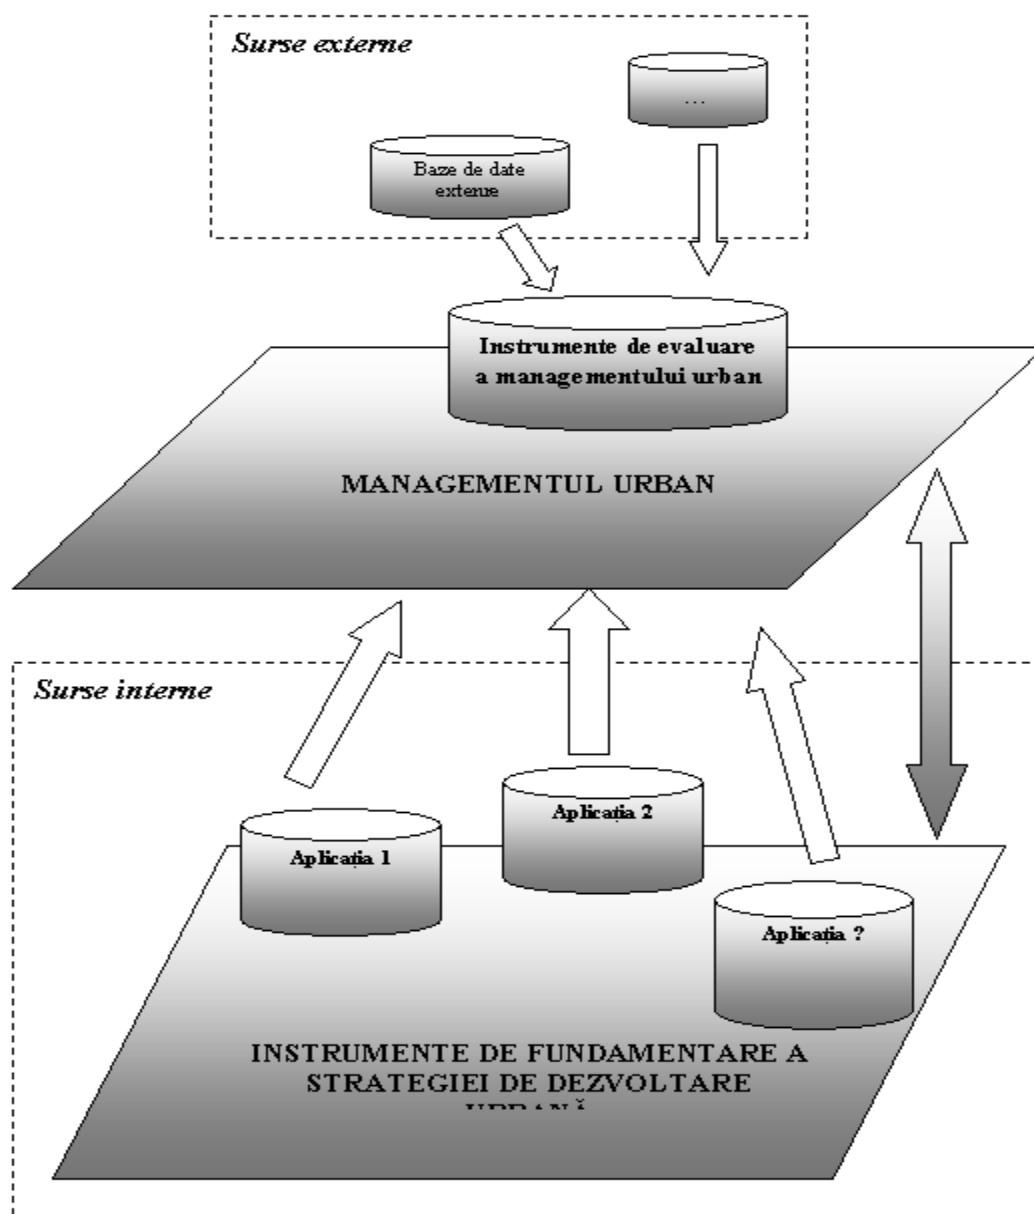 Surse externe
...
Baze de date
externe
Instrumente de evaluare
a managementului urban
MANAGEMENTUL URBAN
Surse interne
Aplicația 2
Aplicația 1
Aplicația ?
INSTRUMENTE DE FUNDAMENTARE A
STRATEGIEI DE DEZVOLTARE
URBANĂ